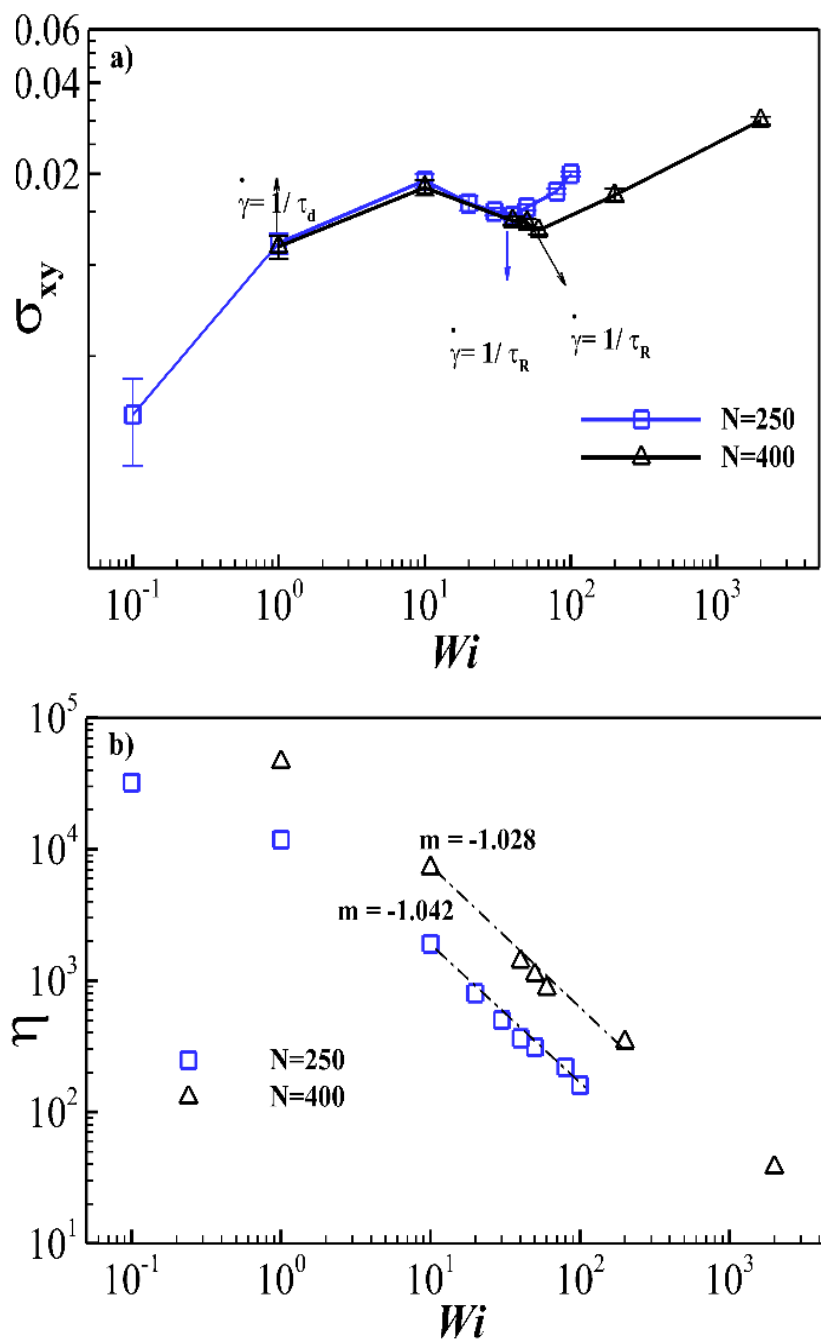 0.06
a)
0.04
0.02
γ̇= 1/ τd
σxy
γ̇= 1/ τR
γ̇= 1/ τR
N=250
N=400
10⁻¹ 10⁰ 10¹ 10² 10³
Wi
10⁵
b)
10⁴
m = -1.028
m = -1.042
10³
η
N=250
10²
N=400
10¹
10⁻¹ 10⁰ 10¹ 10² 10³
Wi